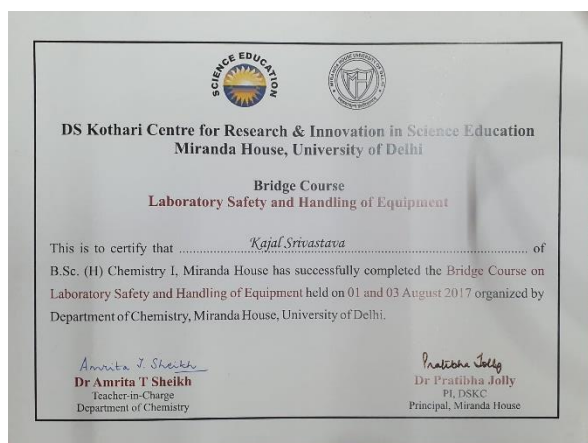 SCIENCE EDUCATION
DS Kothari Centre for Research & Innovation in Science Education
Miranda House, University of Delhi
Bridge Course
Laboratory Safety and Handling of Equipment
This is to certify that ........................ Kajal Srivastava ........................ of
B.Sc. (H) Chemistry I, Miranda House has successfully completed the Bridge Course on
Laboratory Safety and Handling of Equipment held on 01 and 03 August 2017 organized by
Department of Chemistry, Miranda House, University of Delhi.
Amrita T. Sheikh
Dr Amrita T Sheikh
Teacher-in-Charge
Department of Chemistry
Pratibha Jolly
Dr Pratibha Jolly
PI, DSKC
Principal, Miranda House